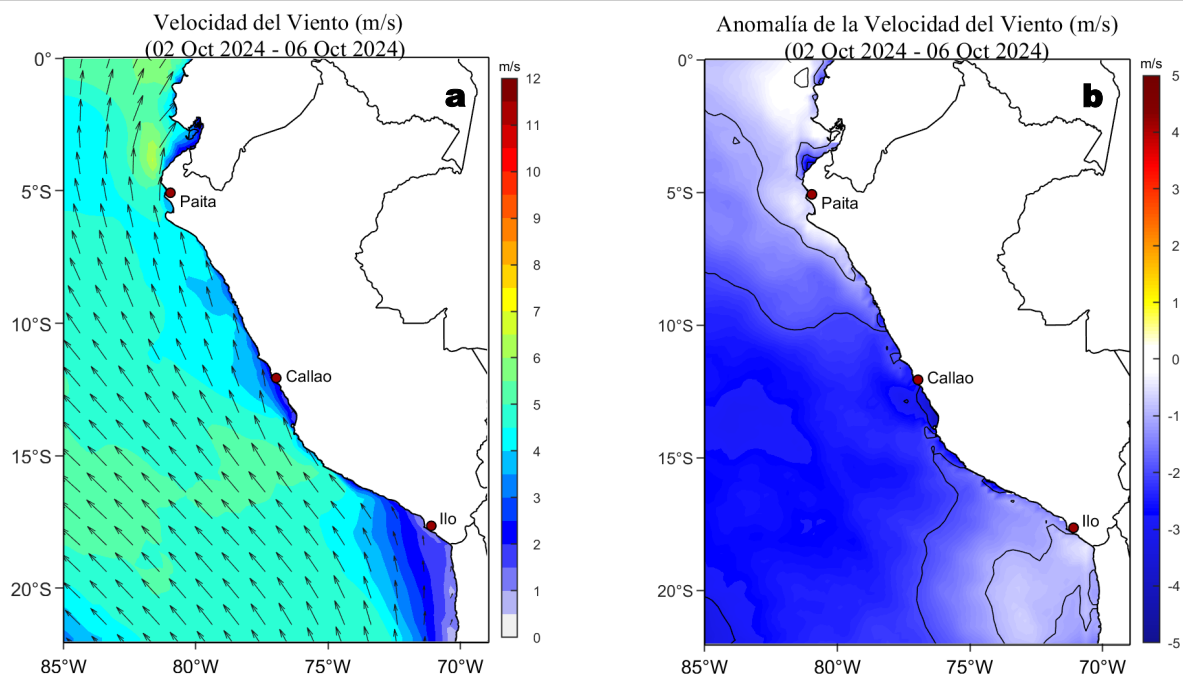 Velocidad del Viento (m/s)
(02 Oct 2024 - 06 Oct 2024)
m/s
a
0°
5°S
10°S
15°S
20°S
85°W
80°W
75°W
70°W
Paita
Callao
Ilo
12
11
10
9
8
7
6
5
4
3
2
1
0
Anomalía de la Velocidad del Viento (m/s)
(02 Oct 2024 - 06 Oct 2024)
m/s
b
0°
5°S
10°S
15°S
20°S
85°W
80°W
75°W
70°W
Paita
Callao
Ilo
5
4
3
2
1
0
-1
-2
-3
-4
-5